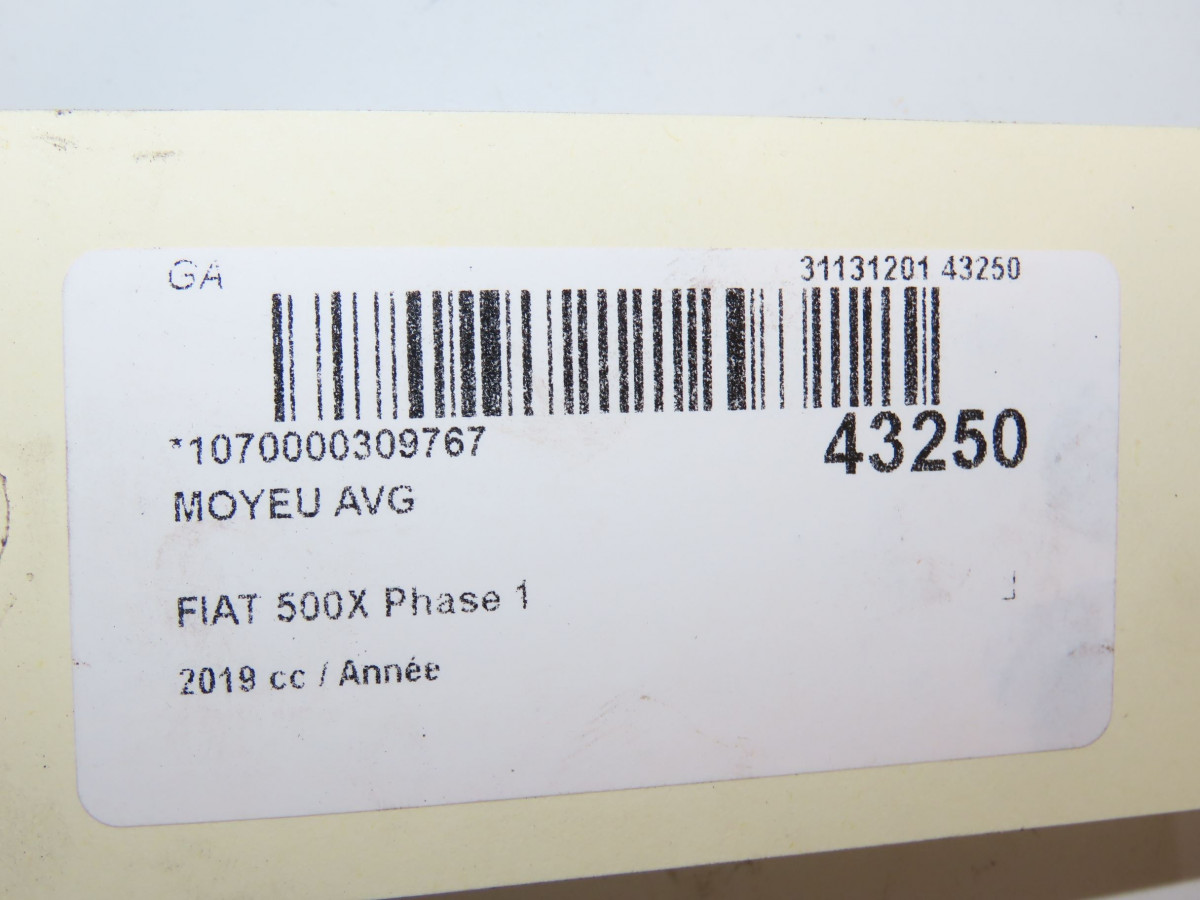 GA 31131201 43250
*1070000309767 43250
MOYEU AVG
FIAT 500X Phase 1
2019 cc / Année